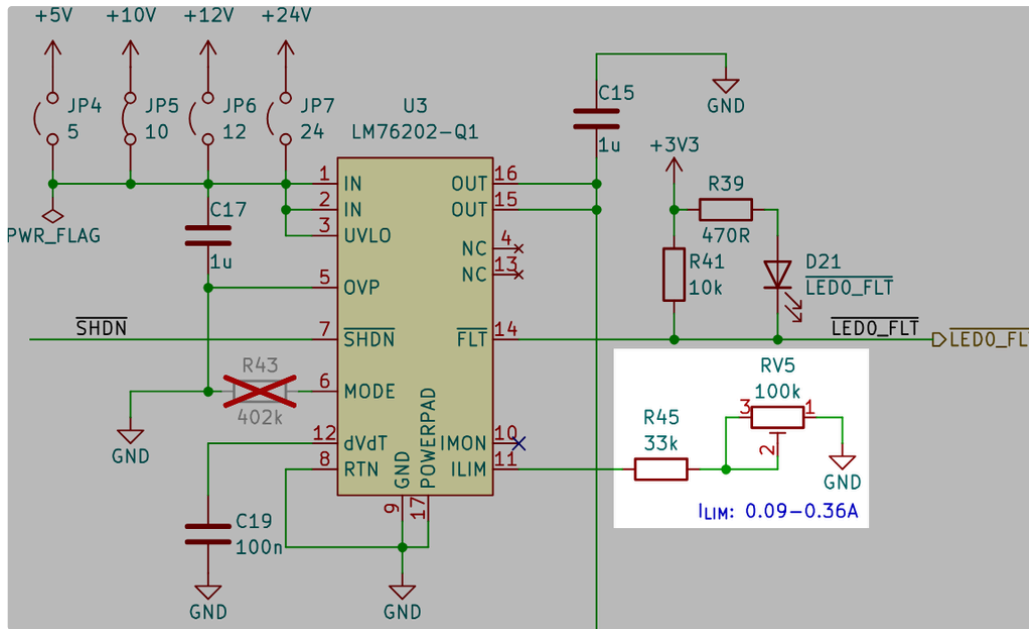 +5V +10V +12V +24V
JP4 JP5 JP6 JP7
5 10 12 24
U3
LM76202-Q1
C15
1u
GND
+3V3
R39
470R
R41
10k
D21
LED0_FLT
PWR_FLAG
C17
1u
1 IN OUT 16
2 IN OUT 15
3 UVLO
NC 4
NC 13
5 OVP
SHDN
7 SHDN FLT 14
LED0_FLT
LED0_FL
R43
402k
6 MODE
GND
12 dVdT IMON 10
8 RTN ILIM 11
GND POWERPAD
9 17
C19
100n
GND
GND
R45
33k
RV5
100k
3 1
2
GND
ILIM: 0.09-0.36A